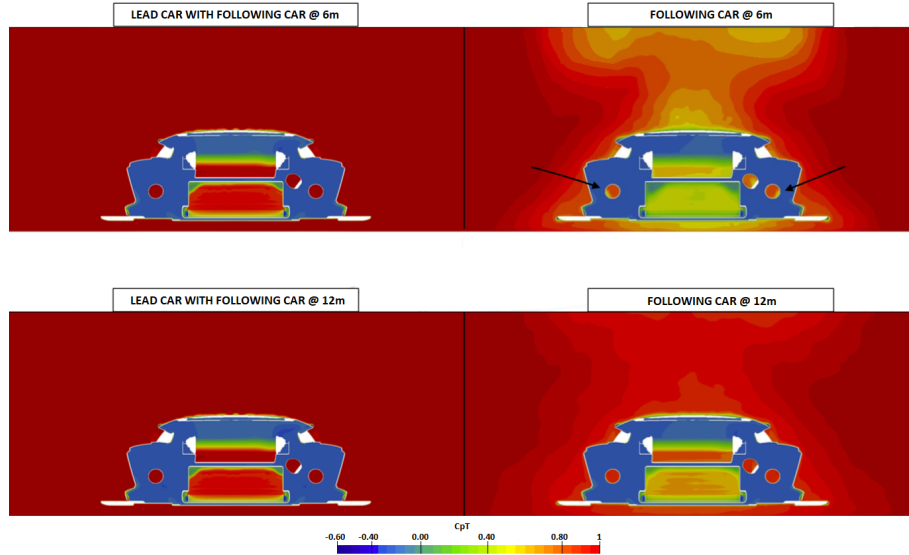 LEAD CAR WITH FOLLOWING CAR @ 6m
FOLLOWING CAR @ 6m
LEAD CAR WITH FOLLOWING CAR @ 12m
FOLLOWING CAR @ 12m
CpT
-0.60 -0.40 0.00 0.40 0.80 1